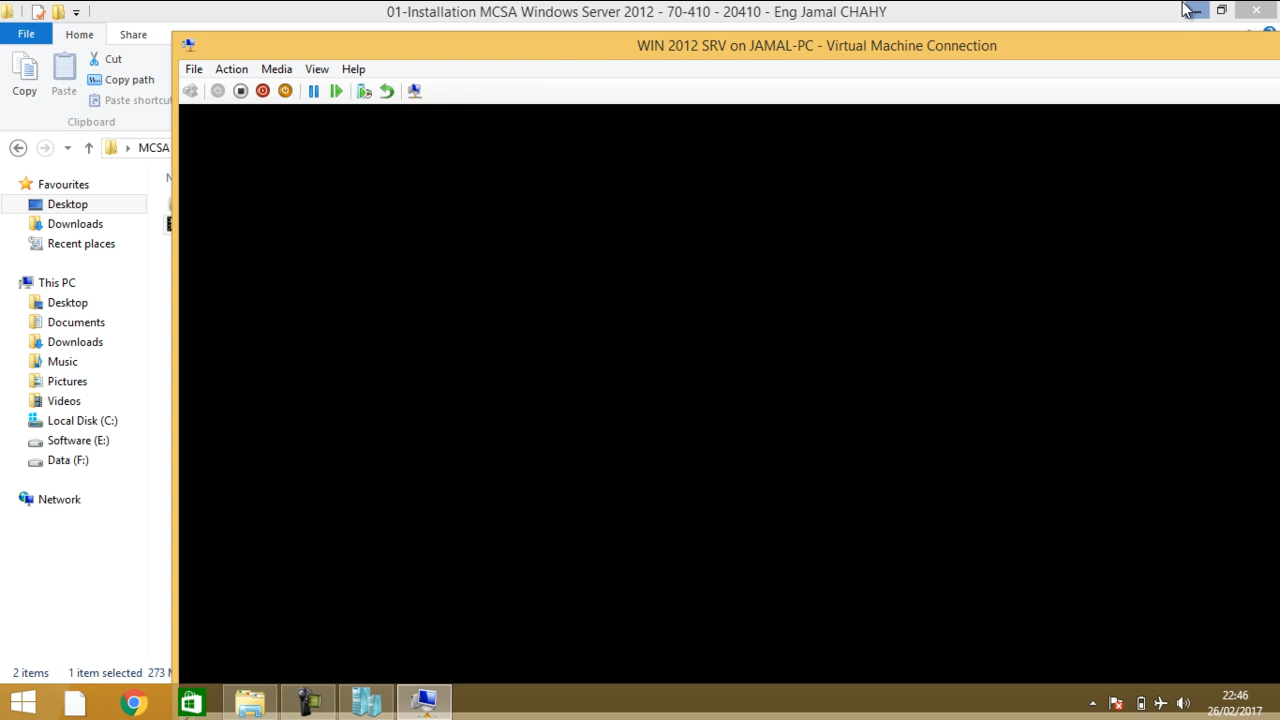 01-Installation MCSA Windows Server 2012 - 70-410 - 20410 - Eng Jamal CHAHY
File Home Share
WIN 2012 SRV on JAMAL-PC - Virtual Machine Connection
File Action Media View Help
Copy
Paste
Cut
Copy path
Paste shortcut
Clipboard
MCSA
Favourites
Desktop
Downloads
Recent places
This PC
Desktop
Documents
Downloads
Music
Pictures
Videos
Local Disk (C:)
Software (E:)
Data (F:)
Network
2 items 1 item selected 273
22:46
26/02/2017